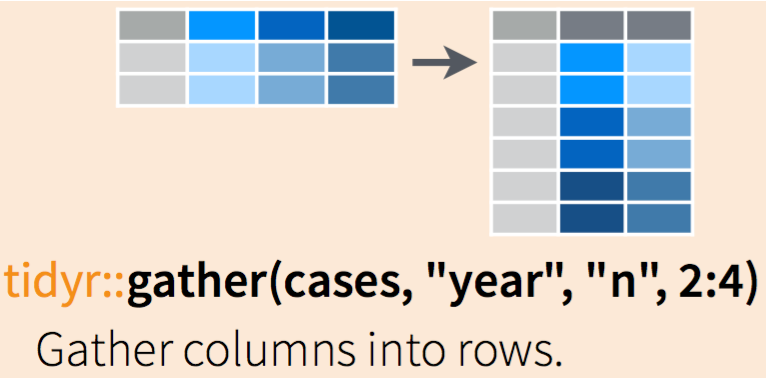 tidyr::gather(cases, "year", "n", 2:4)
Gather columns into rows.